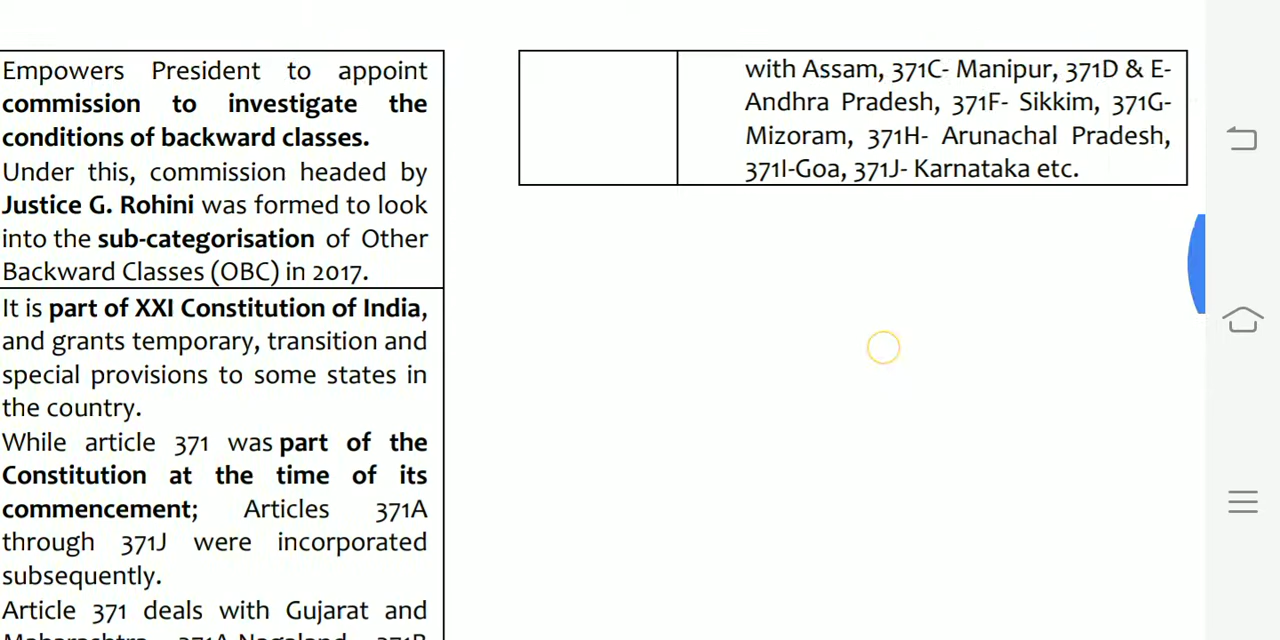 Empowers President to appoint
commission to investigate the
conditions of backward classes.
Under this, commission headed by
Justice G. Rohini was formed to look
into the sub-categorisation of Other
Backward Classes (OBC) in 2017.
It is part of XXI Constitution of India,
and grants temporary, transition and
special provisions to some states in
the country.
While article 371 was part of the
Constitution at the time of its
commencement; Articles 371A
through 371J were incorporated
subsequently.
Article 371 deals with Gujarat and
Maharashtra, 371A-Nagaland, 371B
with Assam, 371C- Manipur, 371D & E-
Andhra Pradesh, 371F- Sikkim, 371G-
Mizoram, 371H- Arunachal Pradesh,
371I-Goa, 371J- Karnataka etc.